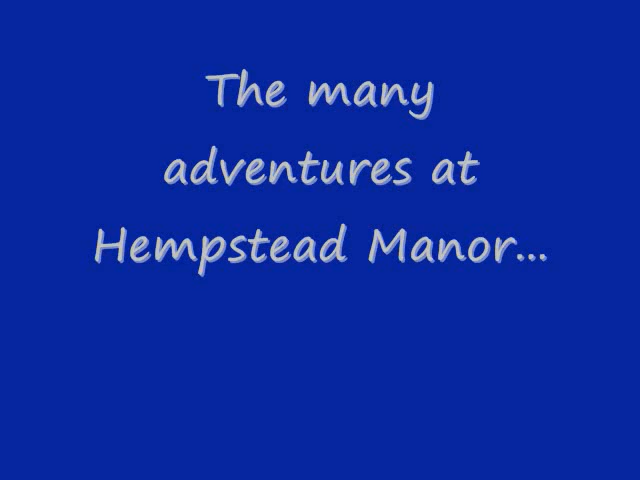 The many
adventures at
Hempstead Manor...